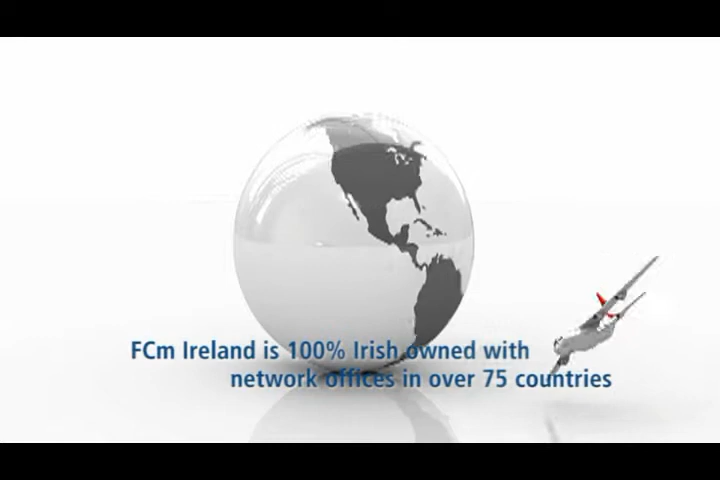 FCm Ireland is 100% Irish owned with
network offices in over 75 countries